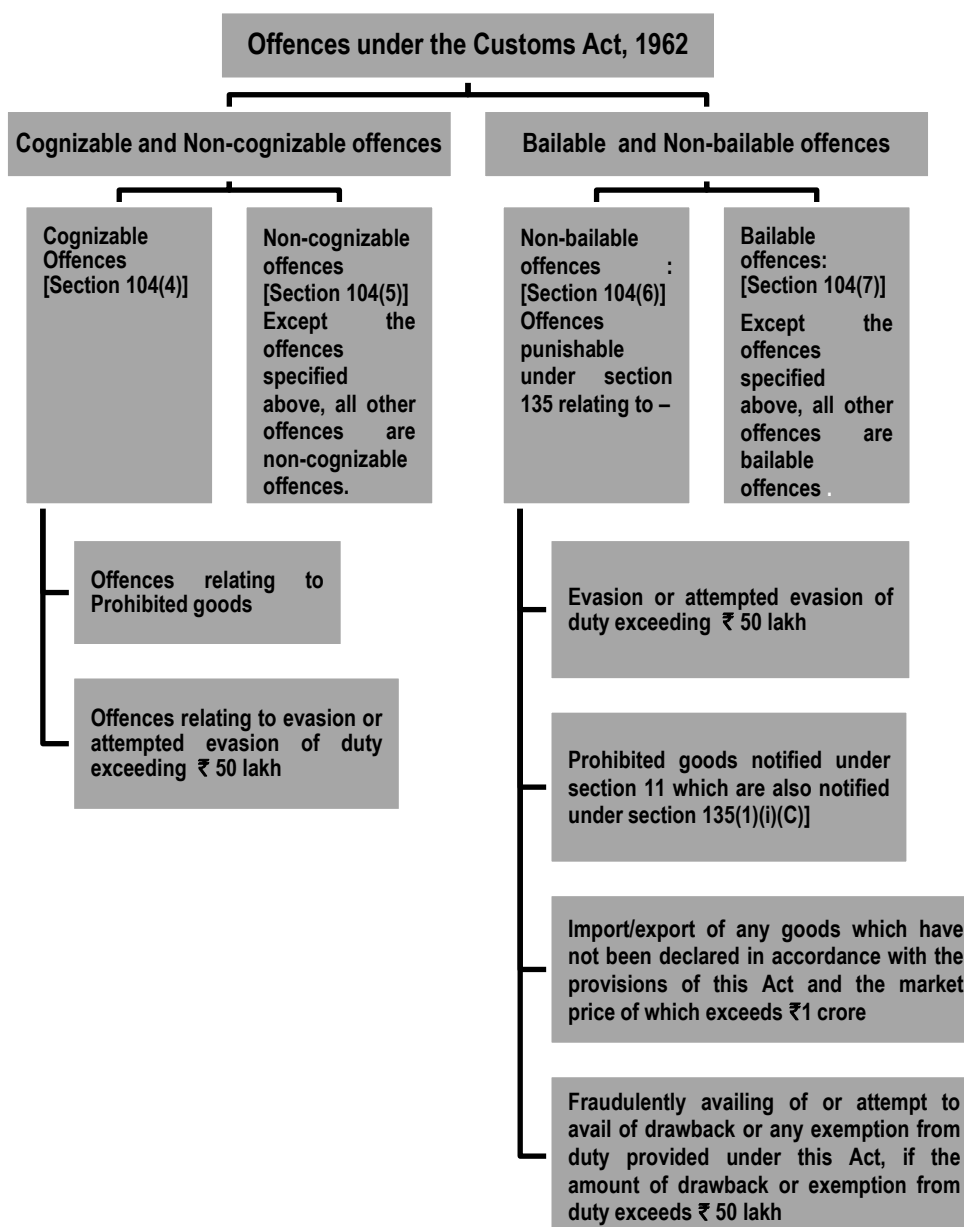 Offences under the Customs Act, 1962
Cognizable and Non-cognizable offences
Bailable and Non-bailable offences
Cognizable
Offences
[Section 104(4)]
Non-cognizable
offences
[Section 104(5)]
Except the
offences
specified
above, all other
offences are
non-cognizable
offences.
Non-bailable
offences :
[Section 104(6)]
Offences
punishable
under section
135 relating to –
Bailable
offences:
[Section 104(7)]
Except the
offences
specified
above, all other
offences are
bailable
offences .
Offences relating to
Prohibited goods
Offences relating to evasion or
attempted evasion of duty
exceeding ₹ 50 lakh
Evasion or attempted evasion of
duty exceeding ₹ 50 lakh
Prohibited goods notified under
section 11 which are also notified
under section 135(1)(i)(C)]
Import/export of any goods which have
not been declared in accordance with the
provisions of this Act and the market
price of which exceeds ₹1 crore
Fraudulently availing of or attempt to
avail of drawback or any exemption from
duty provided under this Act, if the
amount of drawback or exemption from
duty exceeds ₹ 50 lakh